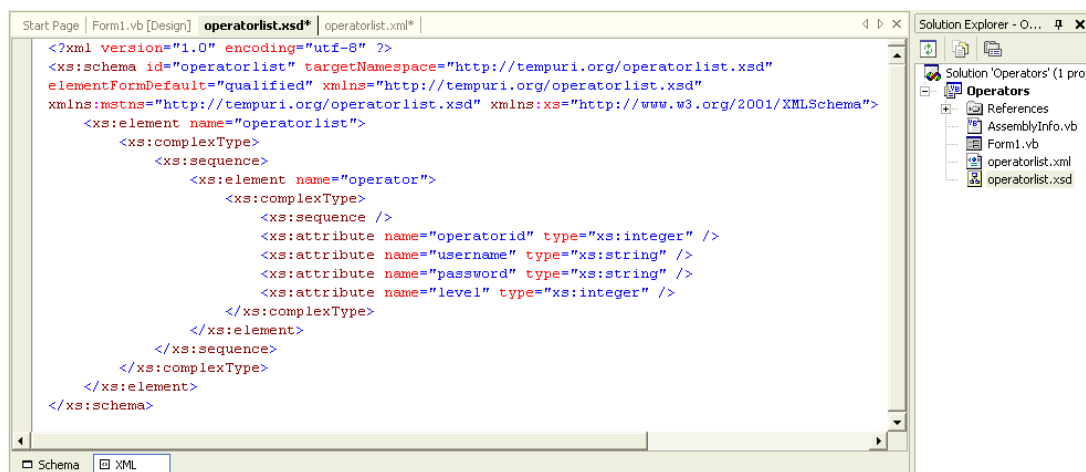 Start Page | Form1.vb [Design] | operatorlist.xsd* | operatorlist.xml*
<?xml version="1.0" encoding="utf-8" ?>
<xs:schema id="operatorlist" targetNamespace="http://tempuri.org/operatorlist.xsd"
elementFormDefault="qualified" xmlns="http://tempuri.org/operatorlist.xsd"
xmlns:mstns="http://tempuri.org/operatorlist.xsd" xmlns:xs="http://www.w3.org/2001/XMLSchema">
    <xs:element name="operatorlist">
        <xs:complexType>
            <xs:sequence>
                <xs:element name="operator">
                    <xs:complexType>
                        <xs:sequence />
                        <xs:attribute name="operatorid" type="xs:integer" />
                        <xs:attribute name="username" type="xs:string" />
                        <xs:attribute name="password" type="xs:string" />
                        <xs:attribute name="level" type="xs:integer" />
                    </xs:complexType>
                </xs:element>
            </xs:sequence>
        </xs:complexType>
    </xs:element>
</xs:schema>
Schema XML
Solution Explorer - O...
Solution 'Operators' (1 pro
Operators
References
AssemblyInfo.vb
Form1.vb
operatorlist.xml
operatorlist.xsd